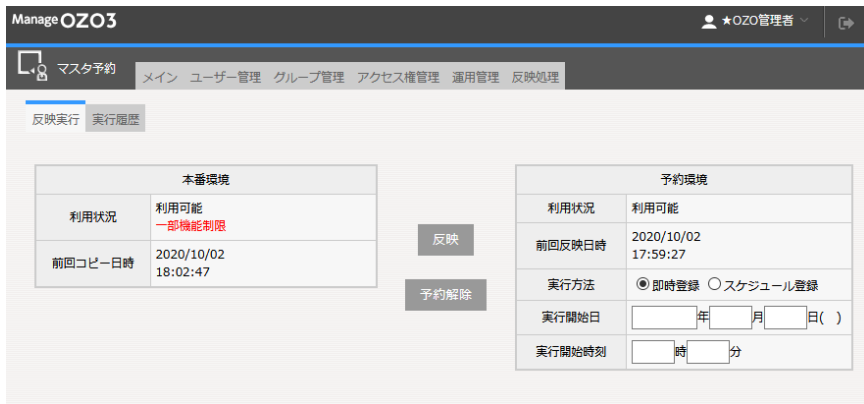 Manage OZO3
★OZO管理者
マスタ予約
メイン ユーザー管理 グループ管理 アクセス権管理 運用管理 反映処理
反映実行 実行履歴
本番環境
利用状況 利用可能
一部機能制限
前回コピー日時 2020/10/02
18:02:47
反映
予約解除
予約環境
利用状況 利用可能
前回反映日時 2020/10/02
17:59:27
実行方法 即時登録 スケジュール登録
実行開始日 年 月 日( )
実行開始時刻 時 分